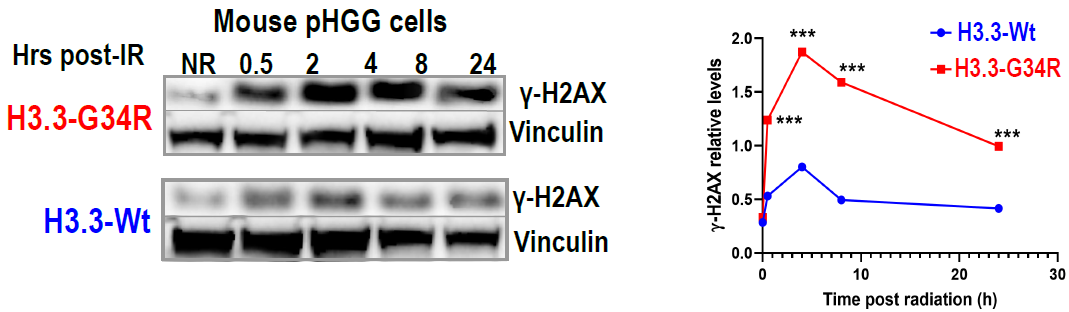 Mouse pHGG cells
Hrs post-IR NR 0.5 2 4 8 24
H3.3-G34R
γ-H2AX
Vinculin
H3.3-Wt
γ-H2AX
Vinculin
H3.3-Wt
H3.3-G34R
γ-H2AX relative levels
2.0
1.5
1.0
0.5
0.0
***
***
***
***
0 10 20 30
Time post radiation (h)